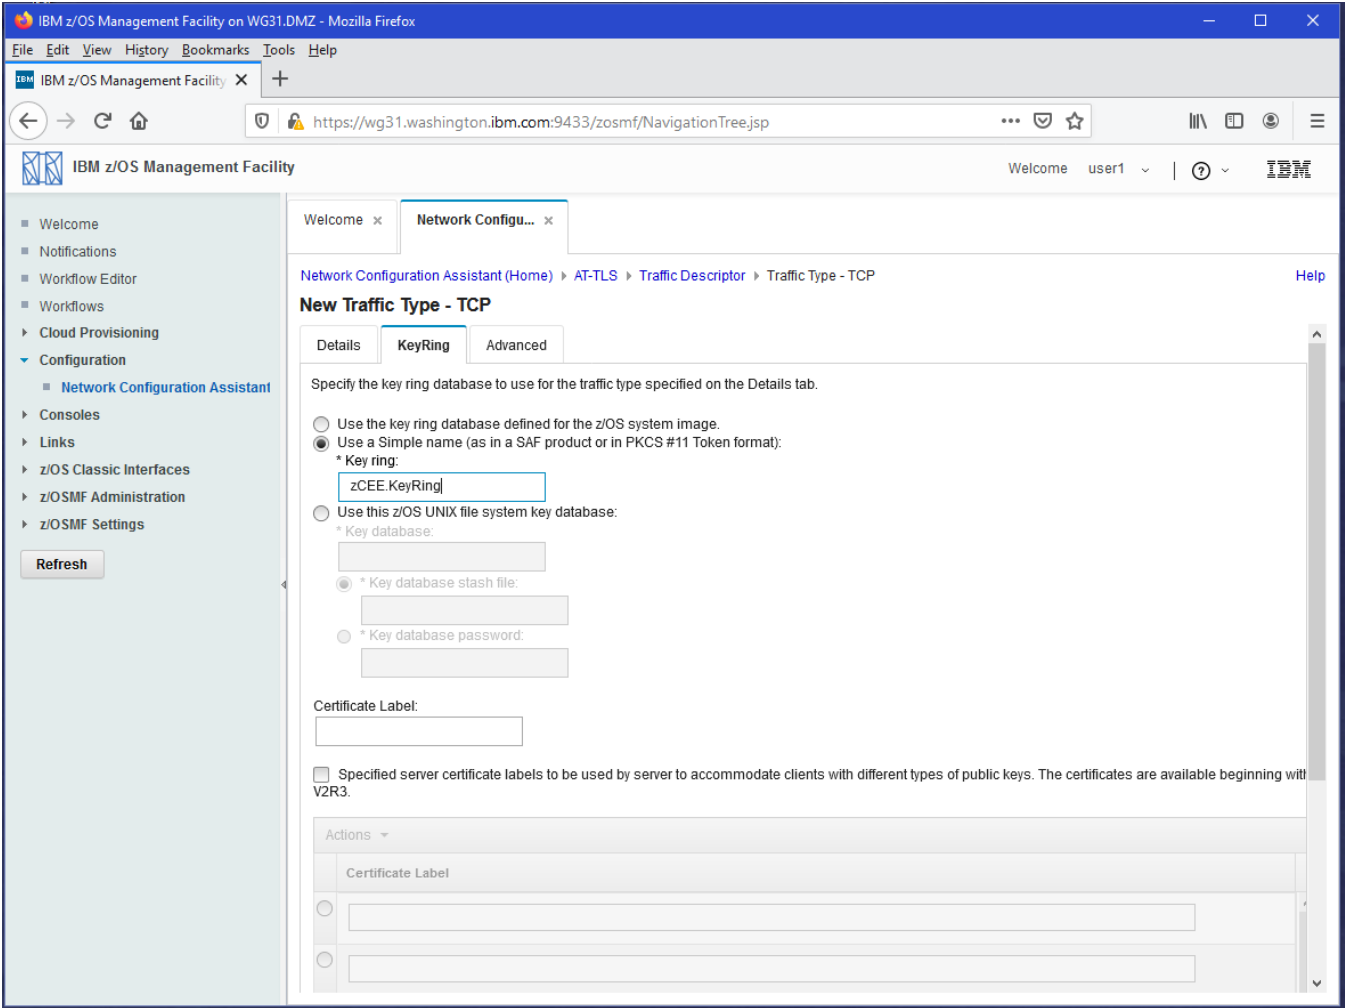 IBM z/OS Management Facility on WG31.DMZ - Mozilla Firefox
File Edit View History Bookmarks Tools Help
IBM z/OS Management Facility
https://wg31.washington.ibm.com:9433/zosmf/NavigationTree.jsp
IBM z/OS Management Facility
Welcome user1
IBM
Welcome
Notifications
Workflow Editor
Workflows
Cloud Provisioning
Configuration
Network Configuration Assistant
Consoles
Links
z/OS Classic Interfaces
z/OSMF Administration
z/OSMF Settings
Refresh
Welcome
Network Configu...
Network Configuration Assistant (Home) AT-TLS Traffic Descriptor Traffic Type - TCP
Help
New Traffic Type - TCP
Details KeyRing Advanced
Specify the key ring database to use for the traffic type specified on the Details tab.
Use the key ring database defined for the z/OS system image.
Use a Simple name (as in a SAF product or in PKCS #11 Token format):
* Key ring:
zCEE.KeyRing
Use this z/OS UNIX file system key database:
* Key database:
* Key database stash file:
* Key database password:
Certificate Label:
Specified server certificate labels to be used by server to accommodate clients with different types of public keys. The certificates are available beginning with
V2R3.
Actions
Certificate Label